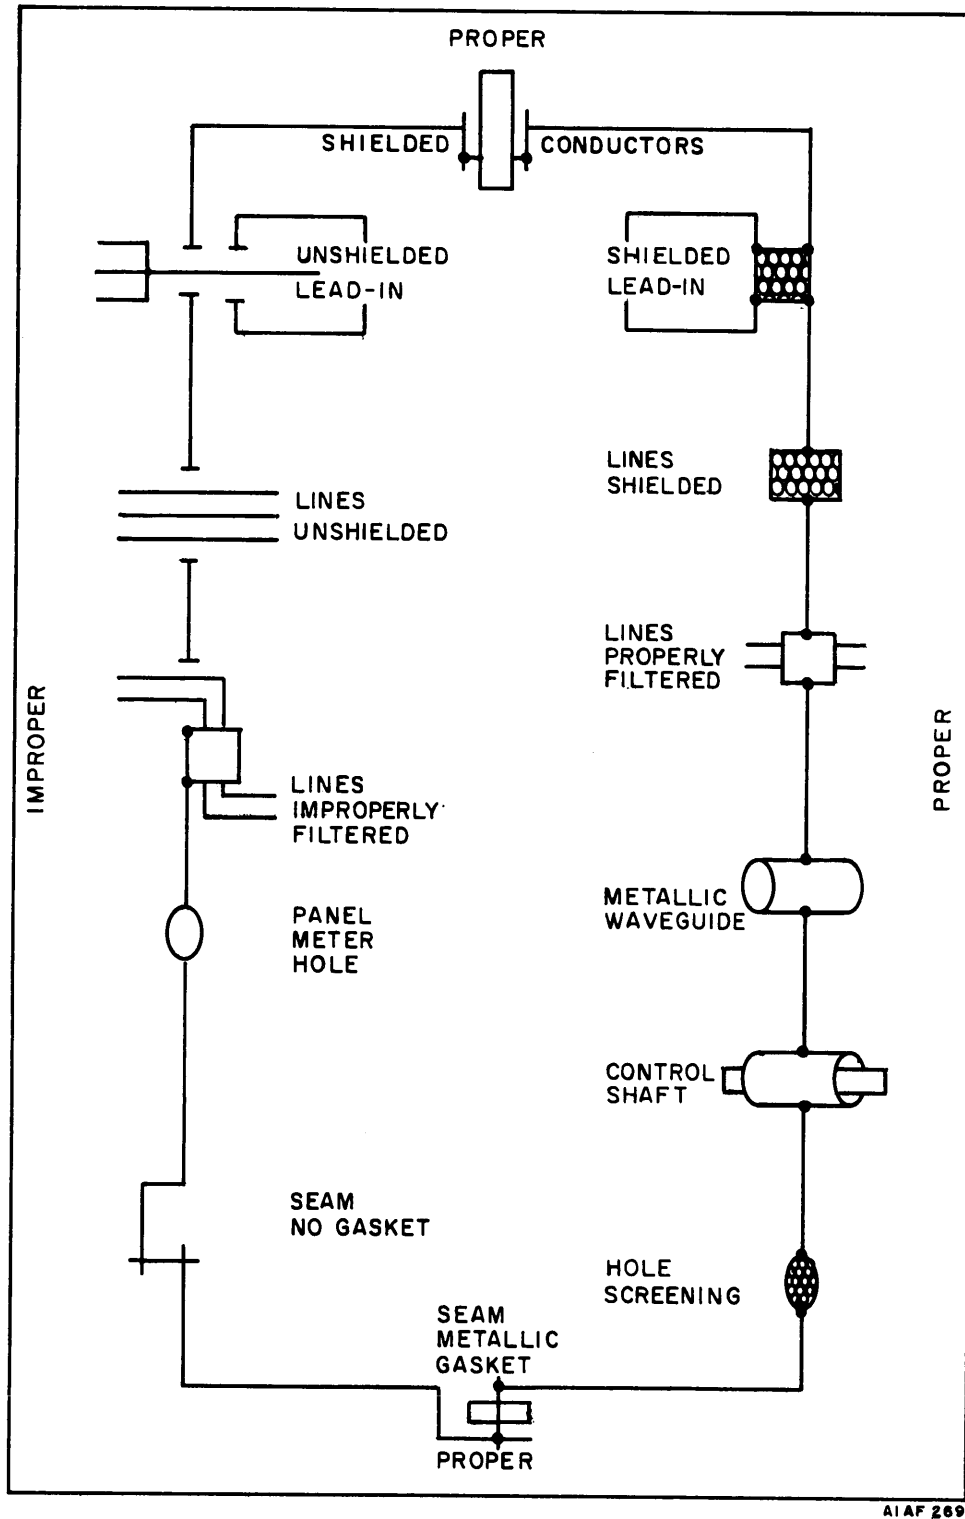 PROPER
SHIELDED CONDUCTORS
UNSHIELDED
LEAD-IN
SHIELDED
LEAD-IN
LINES
UNSHIELDED
LINES
SHIELDED
LINES
PROPERLY
FILTERED
IMPROPER
PROPER
LINES
IMPROPERLY
FILTERED
METALLIC
WAVEGUIDE
PANEL
METER
HOLE
CONTROL
SHAFT
SEAM
NO GASKET
HOLE
SCREENING
SEAM
METALLIC
GASKET
PROPER
AIAF 269